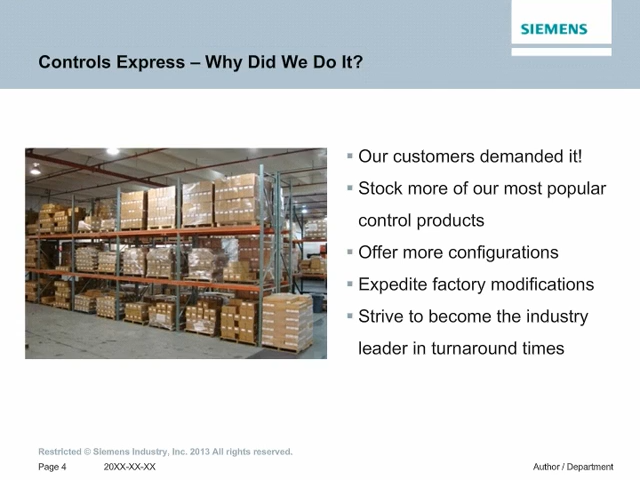 SIEMENS
Controls Express – Why Did We Do It?
Our customers demanded it!
Stock more of our most popular
control products
Offer more configurations
Expedite factory modifications
Strive to become the industry
leader in turnaround times
Restricted © Siemens Industry, Inc. 2013 All rights reserved.
Page 4 20XX-XX-XX Author / Department